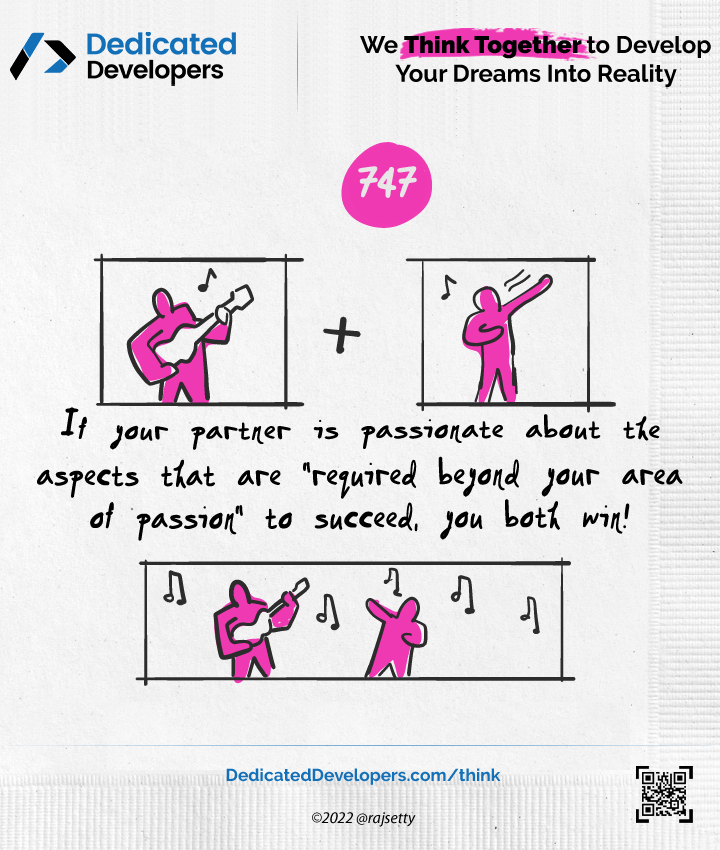 Dedicated
Developers
We Think Together to Develop
Your Dreams Into Reality
747
If your partner is passionate about the
aspects that are "required beyond your area
of passion" to succeed, you both win!
DedicatedDevelopers.com/think
©2022 @rajsetty